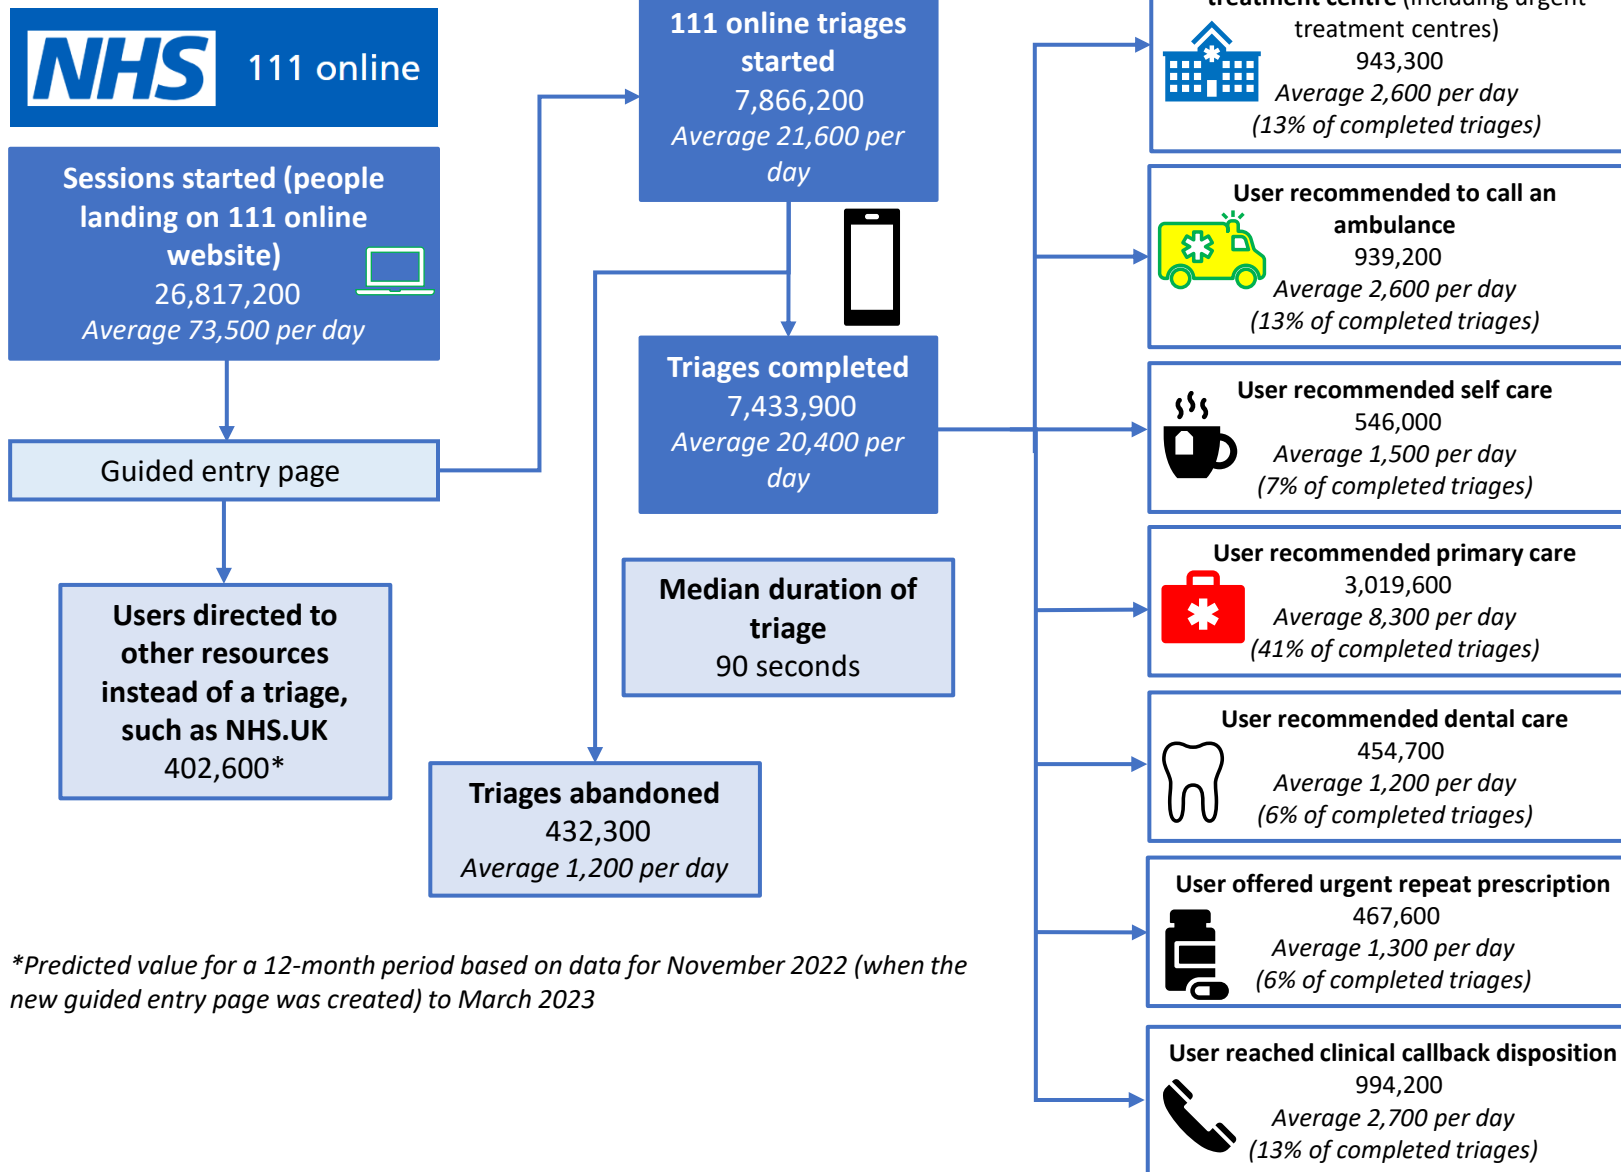 NHS 111 online
Sessions started (people
landing on 111 online
website)
26,817,200
Average 73,500 per day
Guided entry page
Users directed to
other resources
instead of a triage,
such as NHS.UK
402,600*
111 online triages
started
7,866,200
Average 21,600 per
day
Triages completed
7,433,900
Average 20,400 per
day
Median duration of
triage
90 seconds
Triages abandoned
432,300
Average 1,200 per day
treatment centre (including urgent
treatment centres)
943,300
Average 2,600 per day
(13% of completed triages)
User recommended to call an
ambulance
939,200
Average 2,600 per day
(13% of completed triages)
User recommended self care
546,000
Average 1,500 per day
(7% of completed triages)
User recommended primary care
3,019,600
Average 8,300 per day
(41% of completed triages)
User recommended dental care
454,700
Average 1,200 per day
(6% of completed triages)
User offered urgent repeat prescription
467,600
Average 1,300 per day
(6% of completed triages)
User reached clinical callback disposition
994,200
Average 2,700 per day
(13% of completed triages)
*Predicted value for a 12-month period based on data for November 2022 (when the
new guided entry page was created) to March 2023